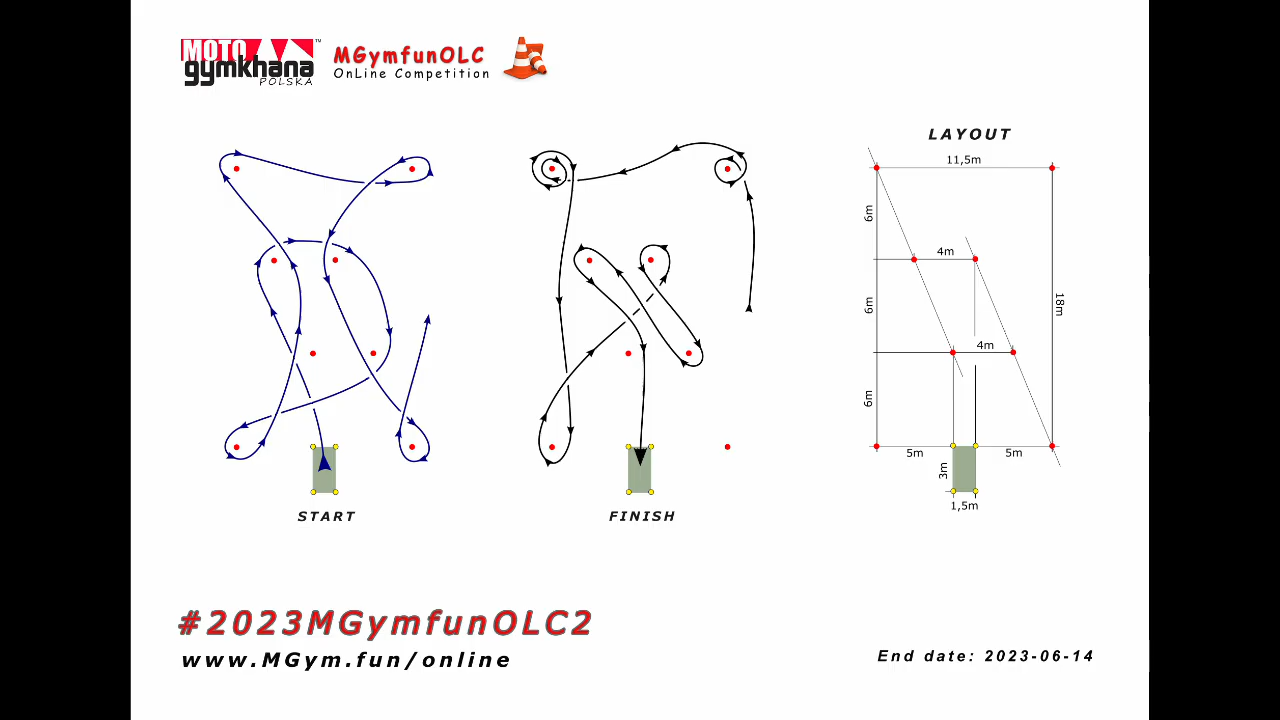 MOTO
gymkhana
POLSKA
™
MGymfunOLC
OnLine Competition
LAYOUT
11,5m
6m
4m
6m
18m
4m
6m
5m
5m
3m
1,5m
START
FINISH
#2023MGymfunOLC2
www.MGym.fun/online
End date: 2023-06-14